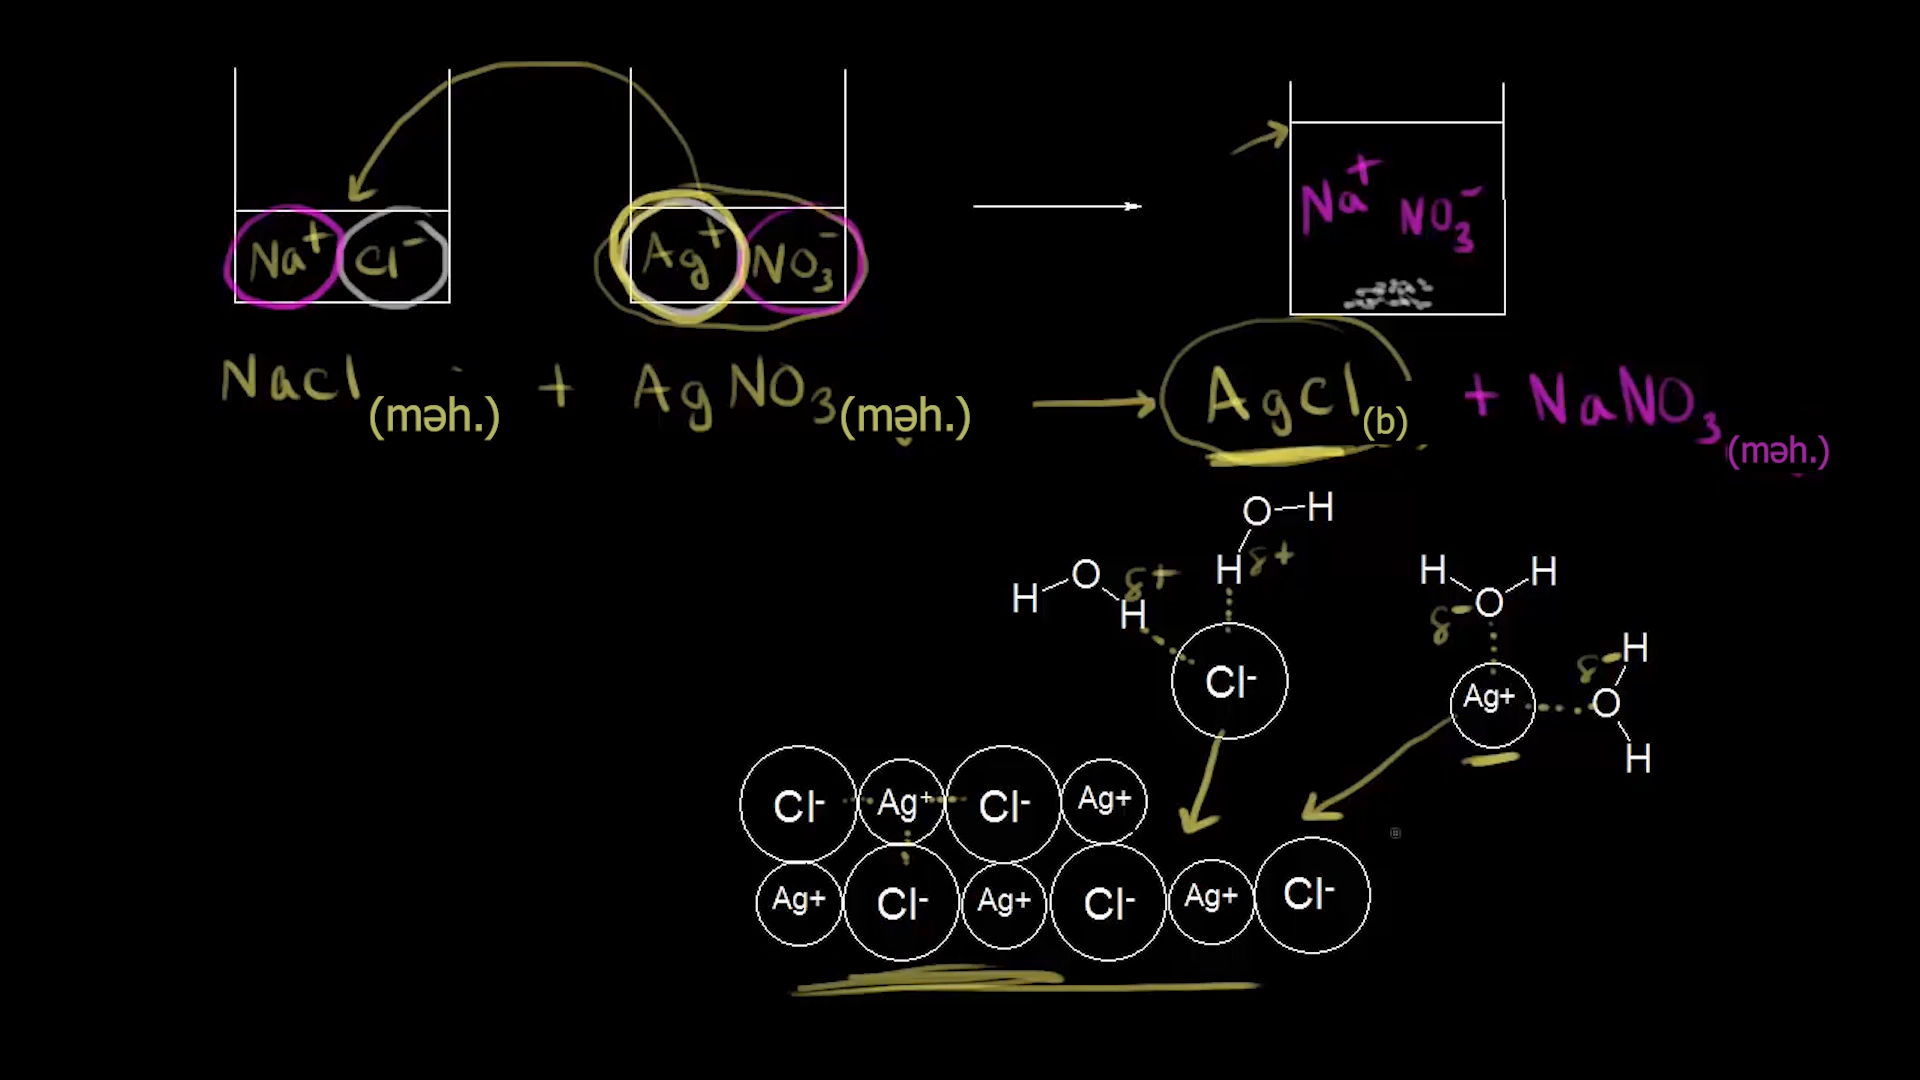 Na⁺ Cl⁻ Ag⁺ NO₃⁻ Na⁺ NO₃⁻
NaCl(məh.) + AgNO₃(məh.) → AgCl(b) + NaNO₃(məh.)
O H
H δ+
H O δ+ H
H H
δ- O
Cl-
Ag+
δ- H
O
H
Cl- Ag+ Cl- Ag+
Ag+ Cl- Ag+ Cl- Ag+ Cl-